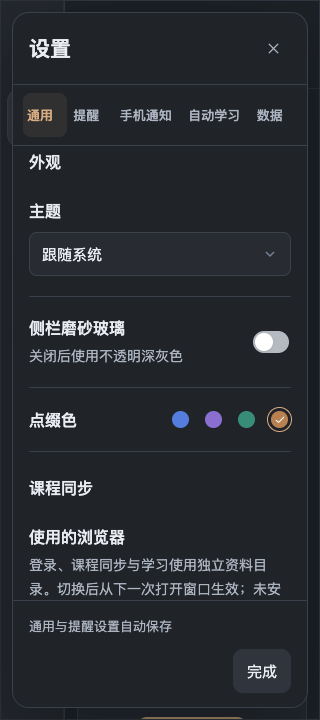 设置
通用 提醒 手机通知 自动学习 数据
外观
主题
跟随系统
侧栏磨砂玻璃
关闭后使用不透明深灰色
点缀色
课程同步
使用的浏览器
登录、课程同步与学习使用独立资料目
录。切换后从下一次打开窗口生效；未安
通用与提醒设置自动保存
完成